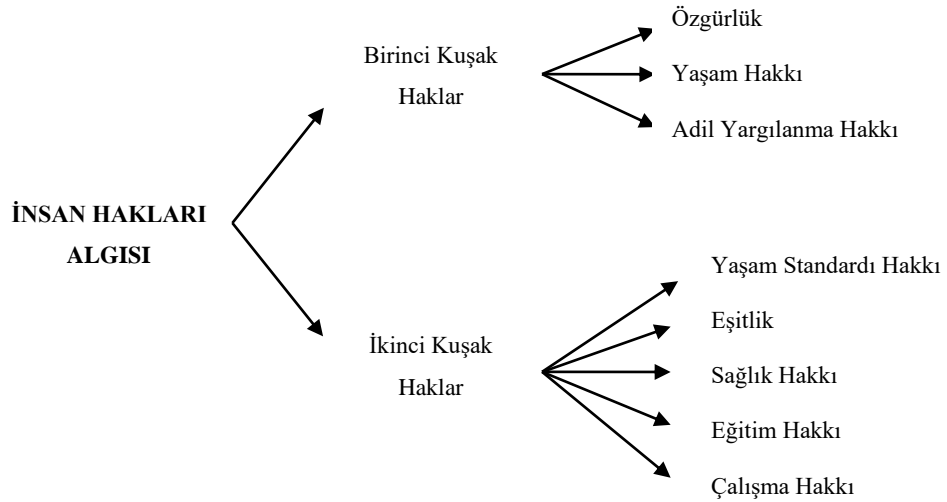 İNSAN HAKLARI
ALGISI
Birinci Kuşak
Haklar
Özgürlük
Yaşam Hakkı
Adil Yargılanma Hakkı
İkinci Kuşak
Haklar
Yaşam Standardı Hakkı
Eşitlik
Sağlık Hakkı
Eğitim Hakkı
Çalışma Hakkı